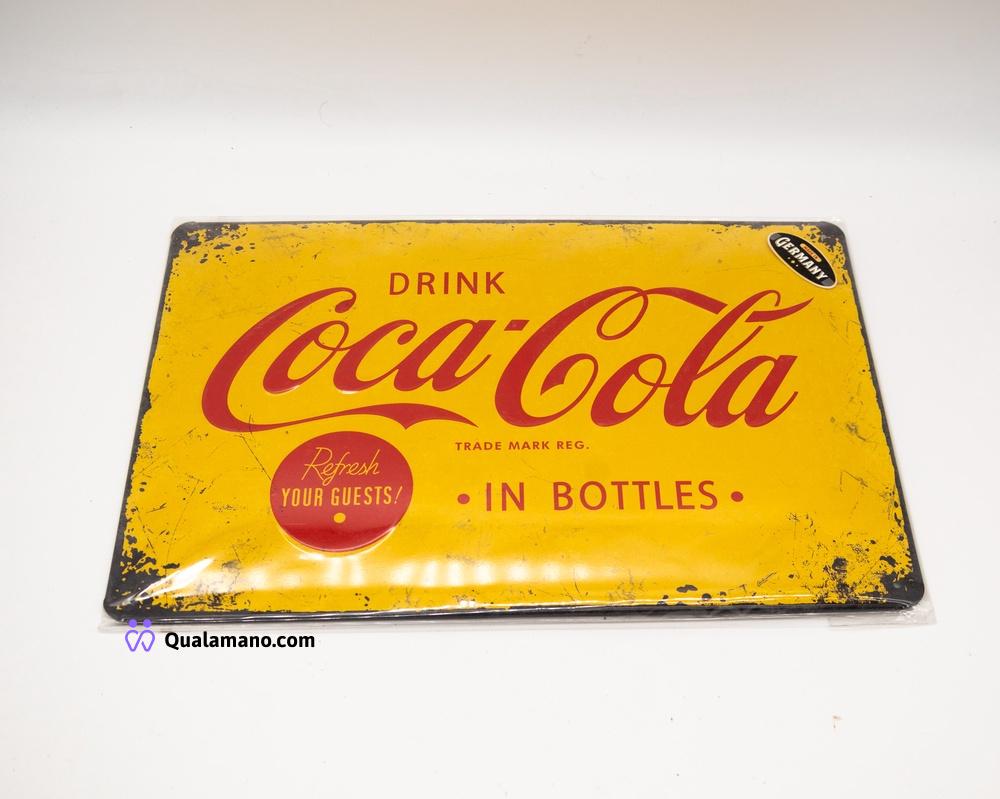 GERMANY
DRINK
Coca-Cola
TRADE MARK REG.
Refresh
YOUR GUESTS!
• IN BOTTLES •
Qualamano.com